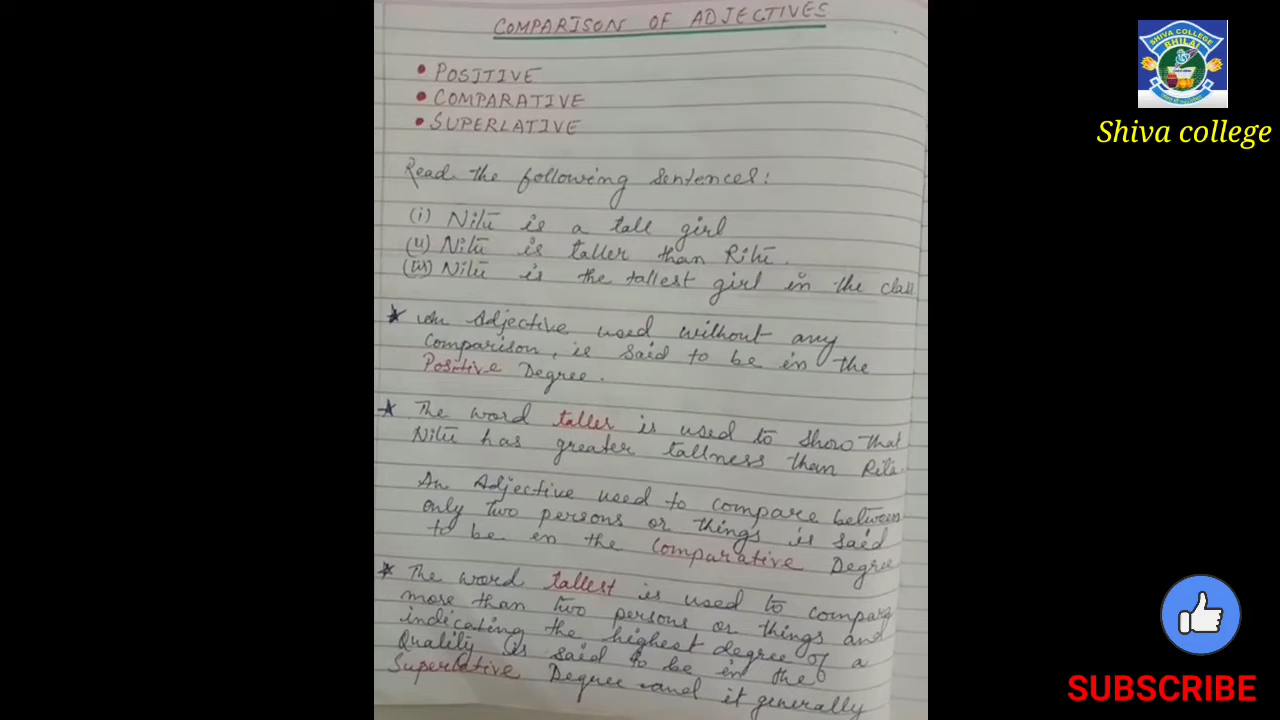 COMPARISON OF ADJECTIVES
• POSITIVE
• COMPARATIVE
• SUPERLATIVE
Read the following sentences:
(i) Nitu is a tall girl
(ii) Nitu is taller than Ritu.
(iii) Nitu is the tallest girl in the class
* An Adjective used without any
comparison, is said to be in the
Positive Degree.
* The word taller is used to show that
Nitu has greater tallness than Rita.
An Adjective used to compare between
only two persons or things is said
to be in the Comparative Degree
* The word tallest is used to compare
more than two persons or things and
indicating the highest degree of a
Quality is said to be in the
Superlative Degree and it generally
SHIVA COLLEGE
BHILAI
Shiva college
SUBSCRIBE